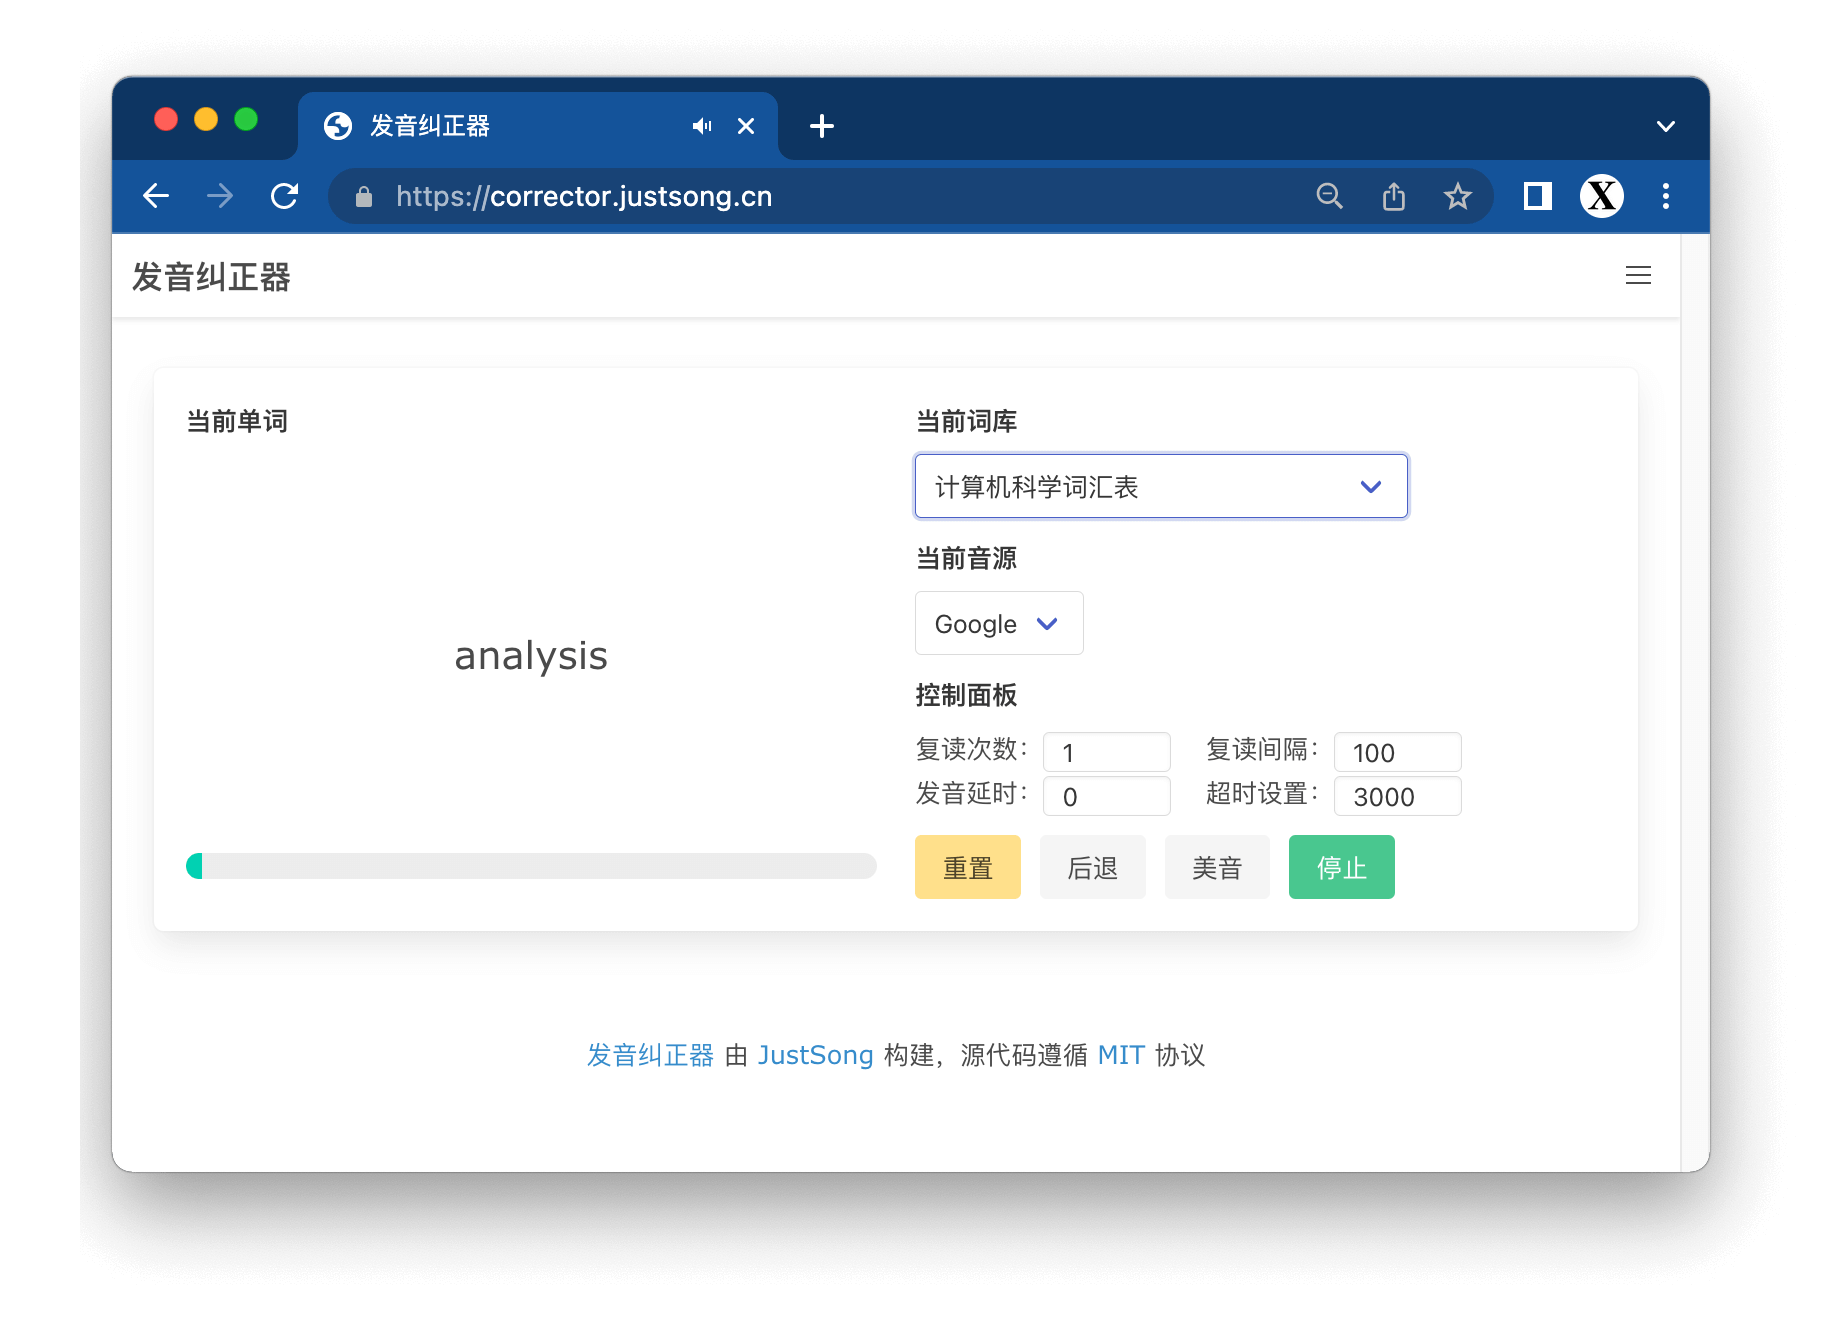 发音纠正器
https://corrector.justsong.cn
X
发音纠正器
当前单词
analysis
当前词库
计算机科学词汇表
当前音源
Google
控制面板
复读次数： 1 复读间隔： 100
发音延时： 0 超时设置： 3000
重置 后退 美音 停止
发音纠正器 由 JustSong 构建，源代码遵循 MIT 协议